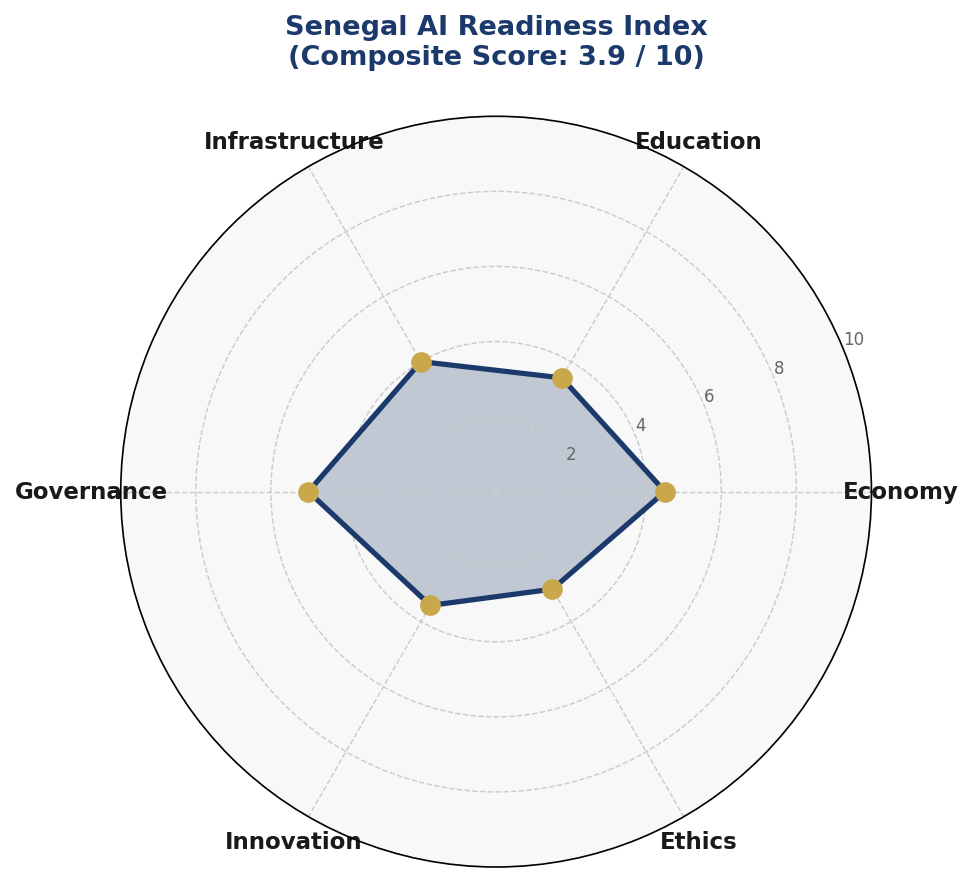 Senegal AI Readiness Index
(Composite Score: 3.9 / 10)
Infrastructure
Education
10
8
6
4
2
Governance
Economy
Innovation
Ethics